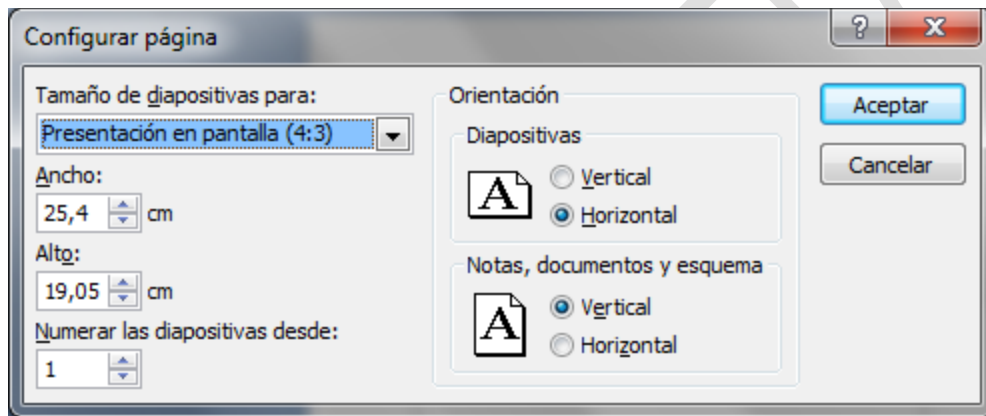 Configurar página
Tamaño de diapositivas para:
Presentación en pantalla (4:3)
Ancho:
25,4 cm
Alto:
19,05 cm
Numerar las diapositivas desde:
1
Orientación
Diapositivas
A
Vertical
Horizontal
Notas, documentos y esquema
A
Vertical
Horizontal
?
X
Aceptar
Cancelar